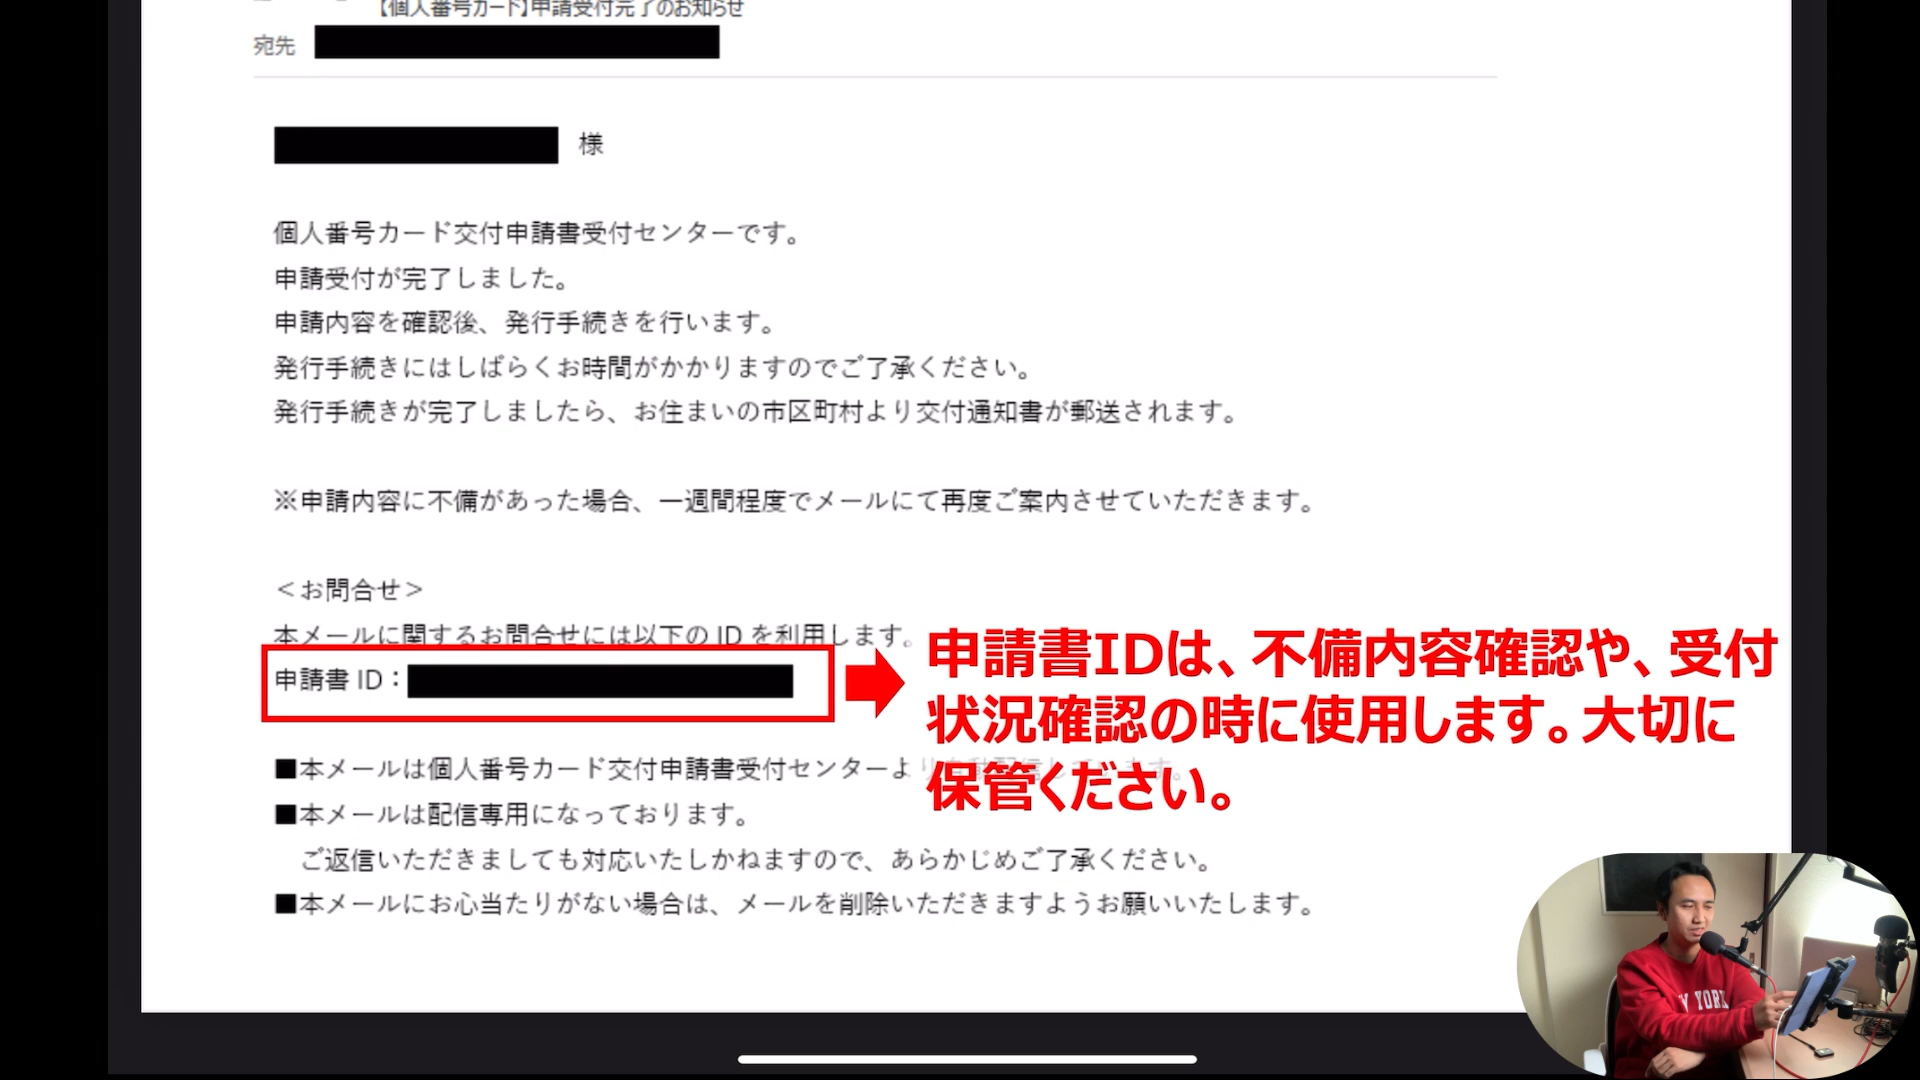 【個人番号カード】申請受付完了のお知らせ
宛先
様
個人番号カード交付申請書受付センターです。
申請受付が完了しました。
申請内容を確認後、発行手続きを行います。
発行手続きにはしばらくお時間がかかりますのでご了承ください。
発行手続きが完了しましたら、お住まいの市区町村より交付通知書が郵送されます。
※申請内容に不備があった場合、一週間程度でメールにて再度ご案内させていただきます。
＜お問合せ＞
本メールに関するお問合せには以下の ID を利用します。
申請書 ID：
申請書IDは、不備内容確認や、受付
状況確認の時に使用します。大切に
保管ください。
■本メールは個人番号カード交付申請書受付センターより自動配信しています。
■本メールは配信専用になっております。
ご返信いただきましても対応いたしかねますので、あらかじめご了承ください。
■本メールにお心当たりがない場合は、メールを削除いただきますようお願いいたします。
YORK